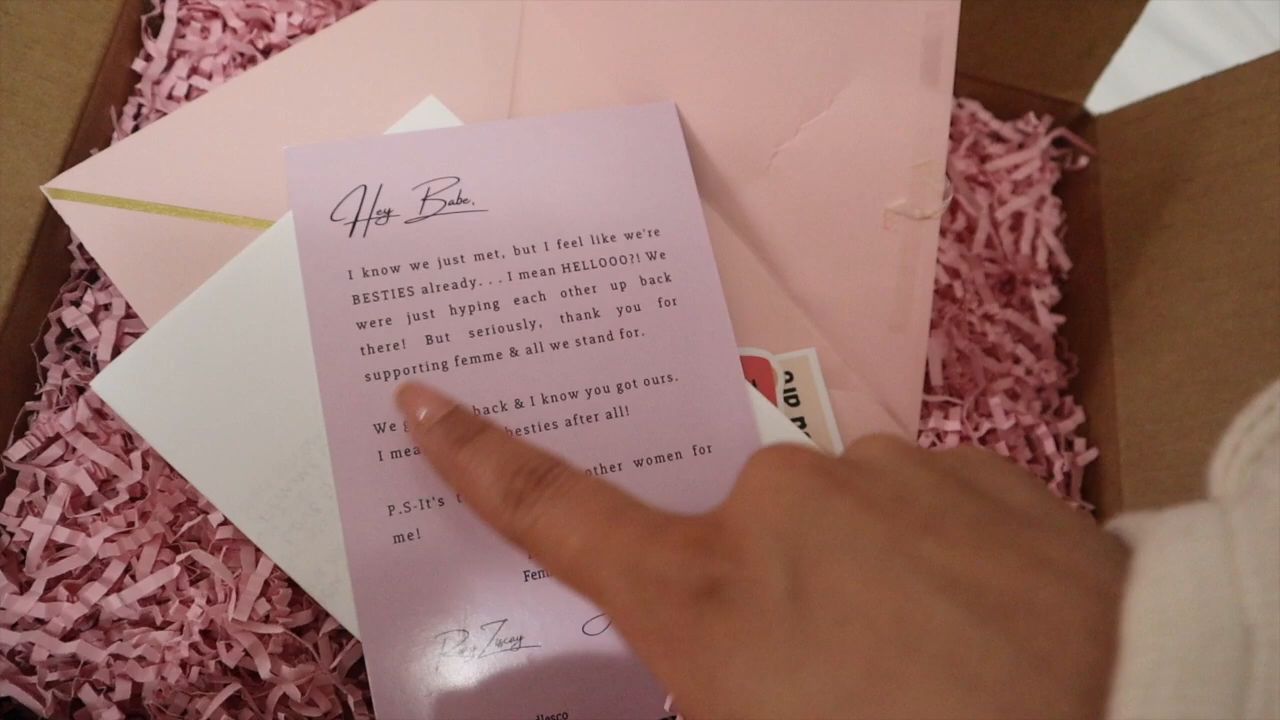 Hey Babe,
I know we just met, but I feel like we're
BESTIES already. . . I mean HELLOOO?! We
were just hyping each other up back
there! But seriously, thank you for
supporting femme & all we stand for.
We back & I know you got ours.
I besties after all!
P.S-It's other women for
me!